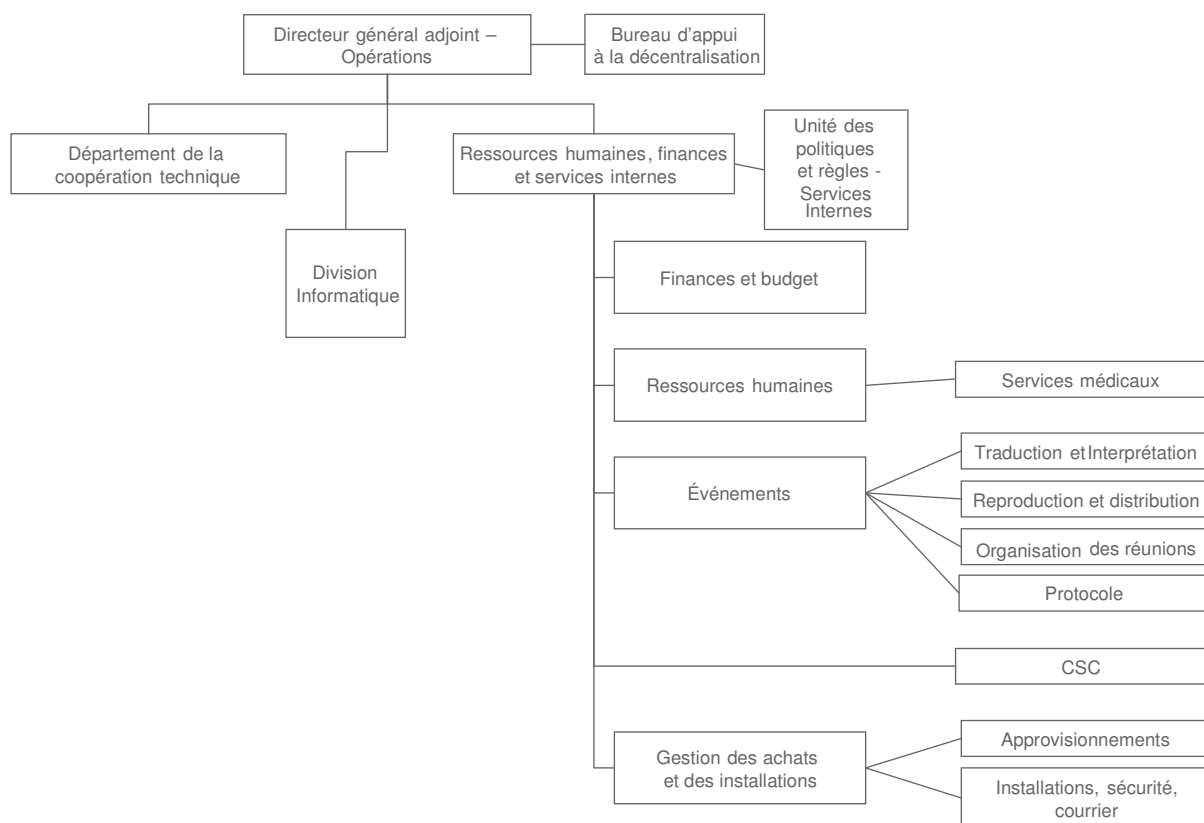 Directeur général adjoint –
Opérations
Bureau d'appui
à la décentralisation
Département de la
coopération technique
Ressources humaines, finances
et services internes
Unité des
politiques
et règles -
Services
Internes
Division
Informatique
Finances et budget
Ressources humaines
Services médicaux
Événements
Traduction et Interprétation
Reproduction et distribution
Organisation des réunions
Protocole
CSC
Gestion des achats
et des installations
Approvisionnements
Installations, sécurité,
courrier